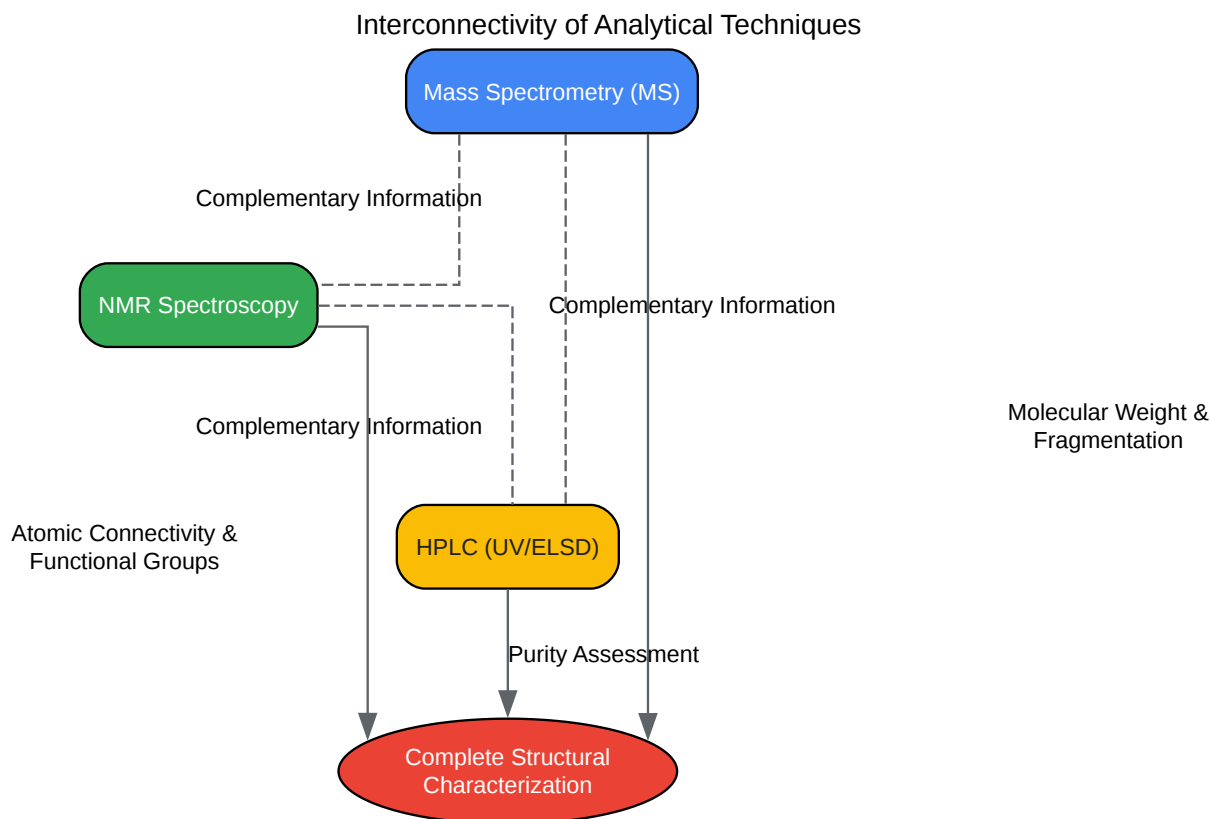 Interconnectivity of Analytical Techniques
Mass Spectrometry (MS)
Complementary Information
NMR Spectroscopy
Complementary Information
Complementary Information
Molecular Weight &
Fragmentation
Atomic Connectivity &
Functional Groups
HPLC (UV/ELSD)
Purity Assessment
Complete Structural
Characterization